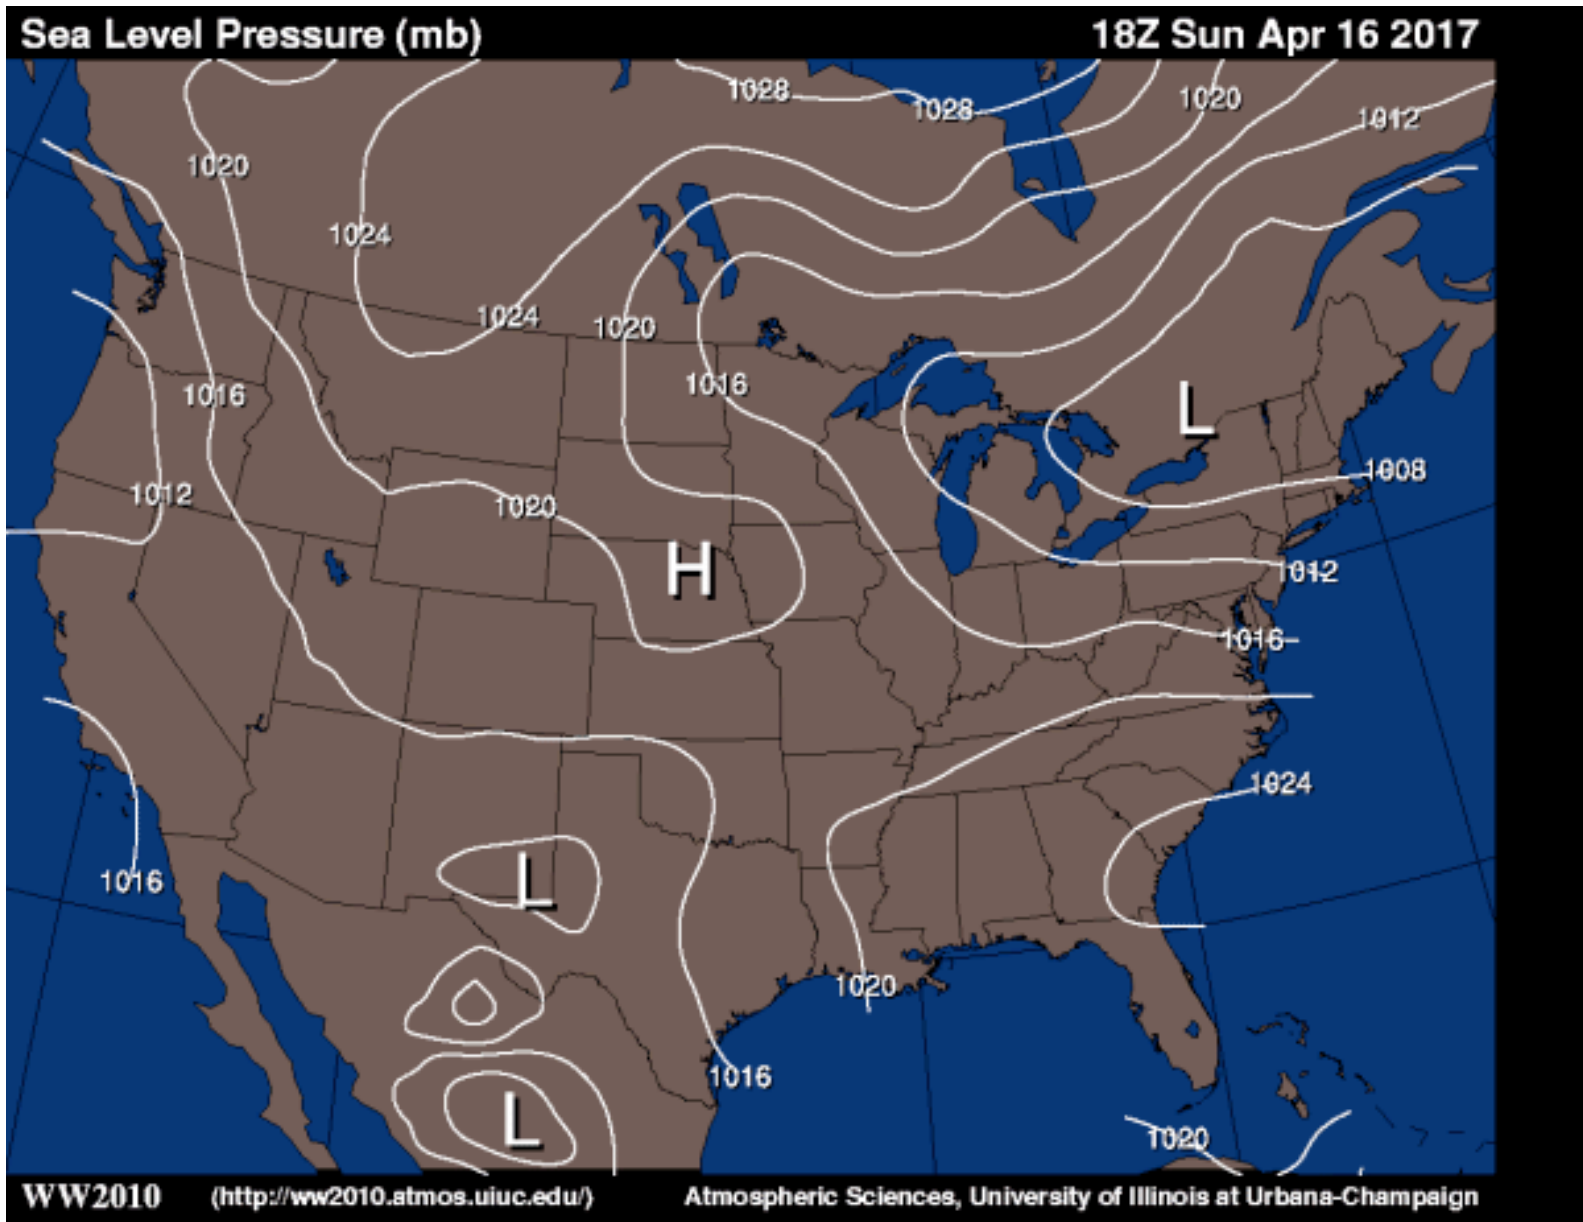 Sea Level Pressure (mb)
18Z Sun Apr 16 2017
1028
1028
1020
1012
1020
1024
1024
1020
1016
1016
L
1008
1012
1020
H
1012
1016
1024
L
1016
1020
1016
L
1020
WW2010
(http://ww2010.atmos.uiuc.edu/)
Atmospheric Sciences, University of Illinois at Urbana-Champaign